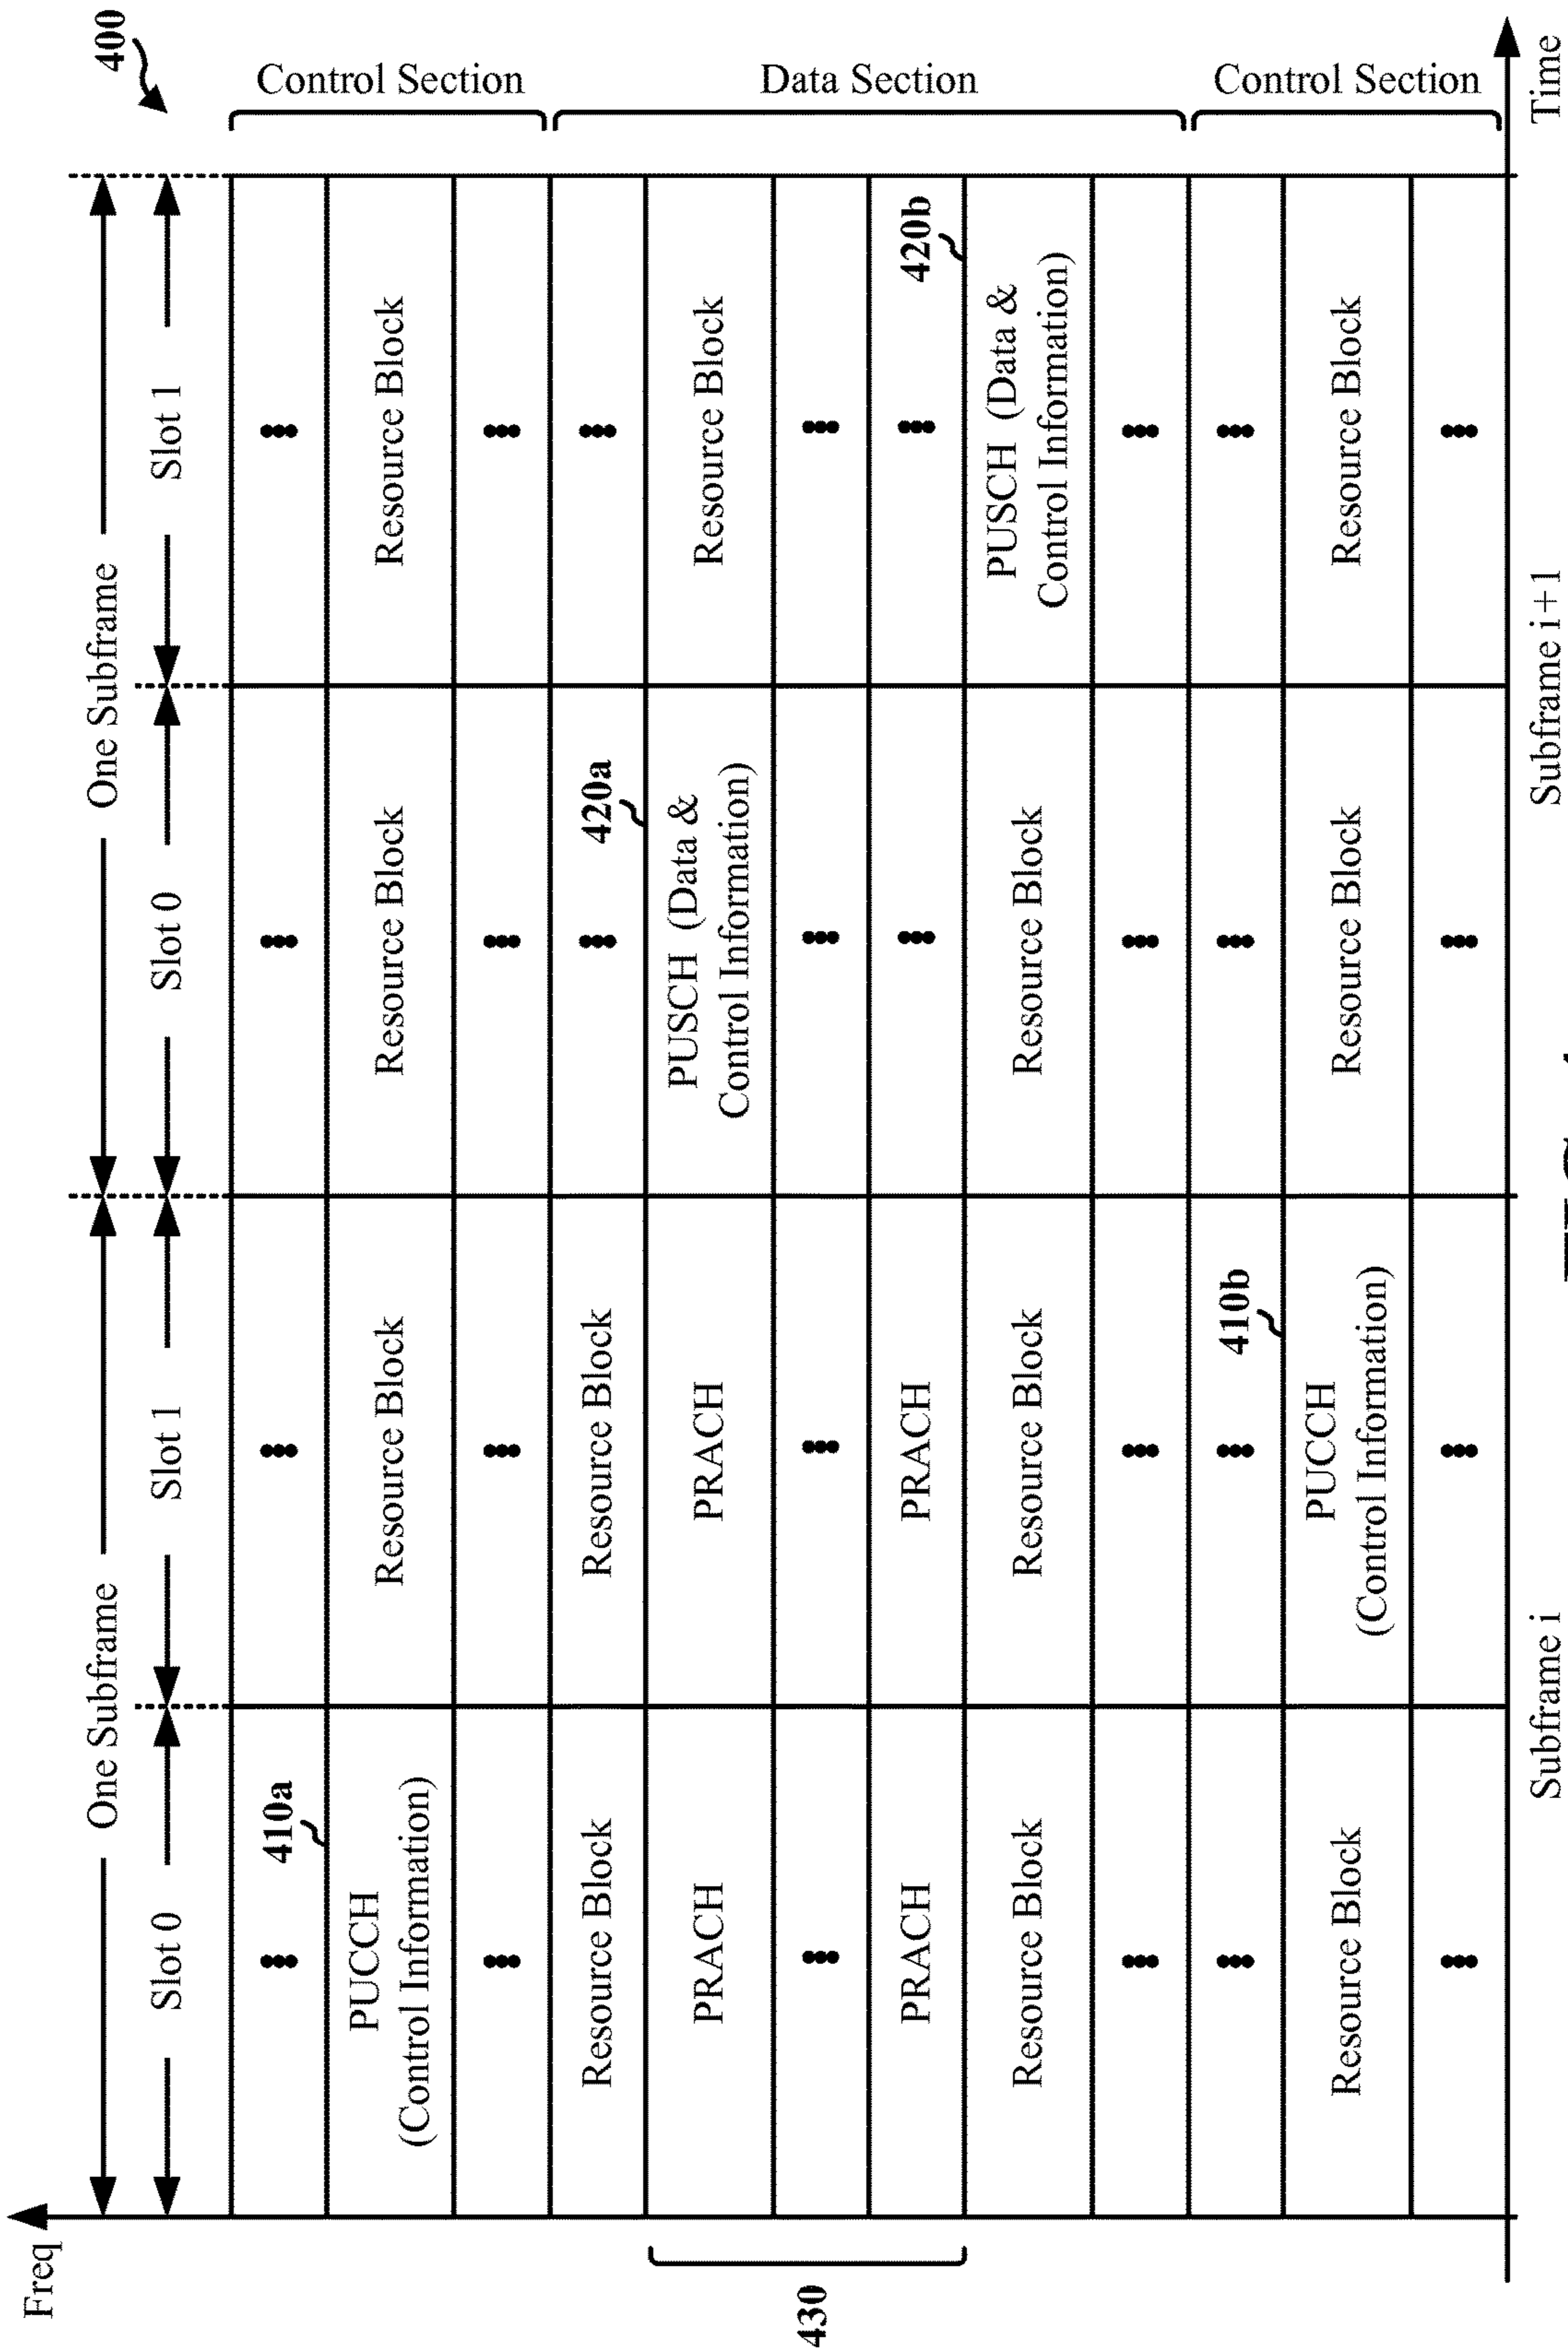 400
Freq
One Subframe
One Subframe
Slot 0
Slot 1
Slot 0
Slot 1
410a
PUCCH
(Control Information)
Resource Block
Resource Block
Resource Block
Control Section
Resource Block
Resource Block
420a
430
PRACH
PRACH
PUSCH (Data &
Control Information)
Resource Block
Data Section
PRACH
PRACH
420b
Resource Block
Resource Block
Resource Block
PUSCH (Data &
Control Information)
410b
Resource Block
PUCCH
(Control Information)
Resource Block
Resource Block
Control Section
Subframe i
Subframe i+1
Time